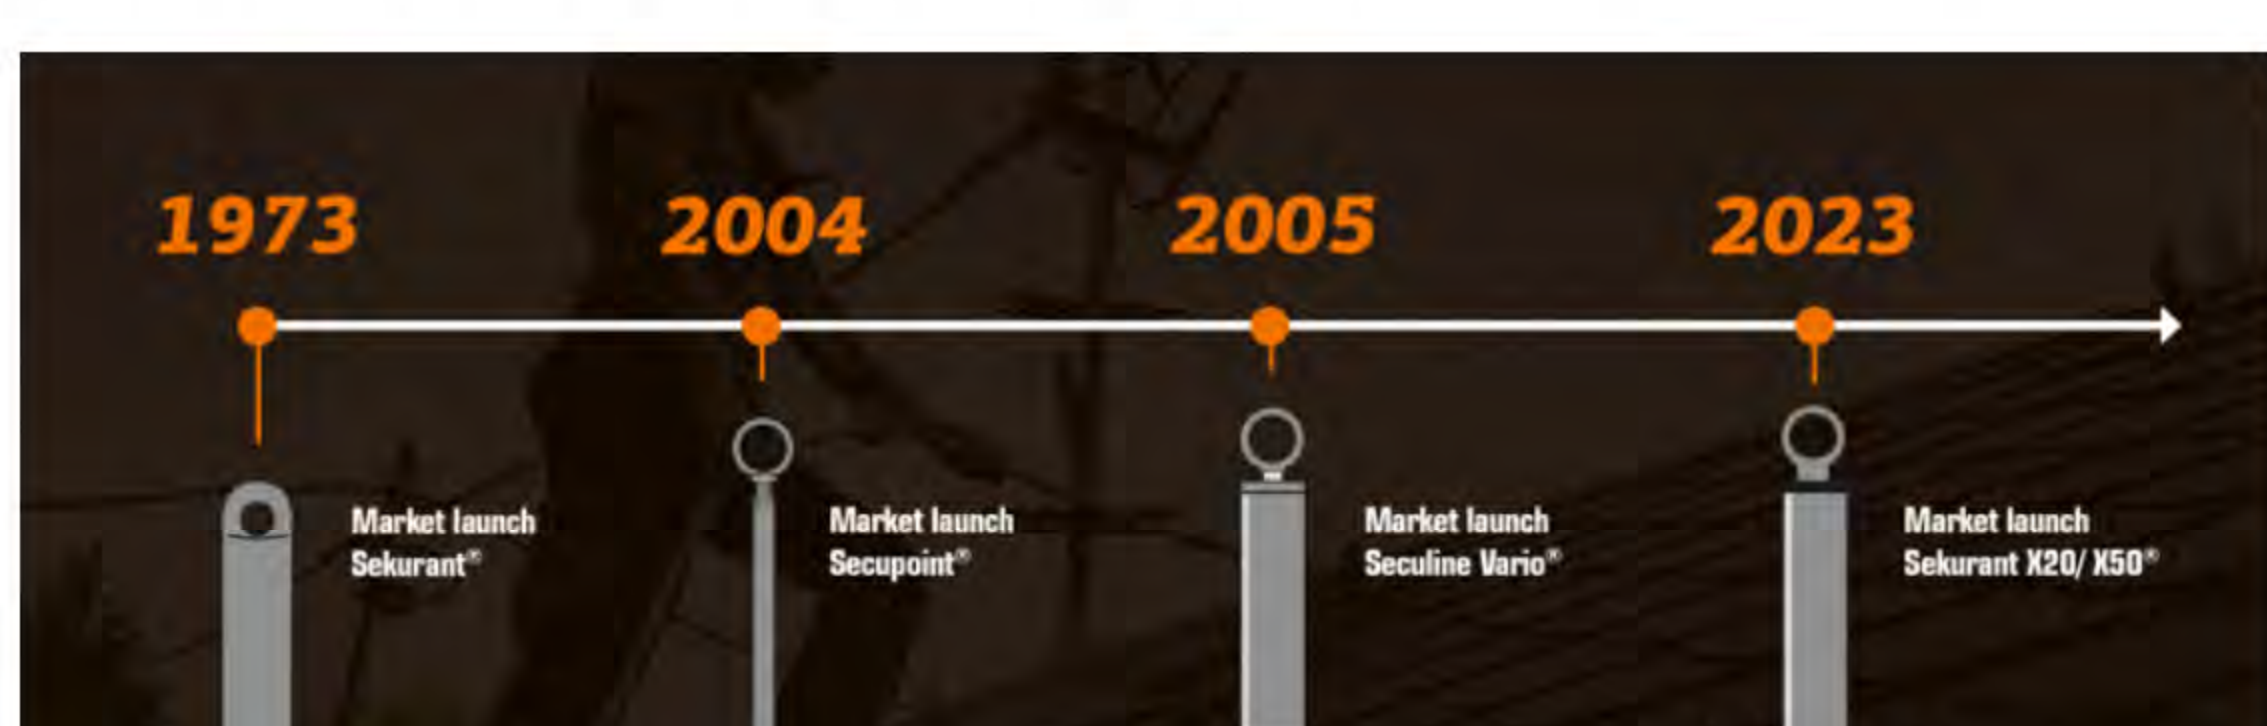 1973
2004
2005
2023
Market launch
Sekurant®
Market launch
Secupoint®
Market launch
Seculine Vario®
Market launch
Sekurant X20/ X50®